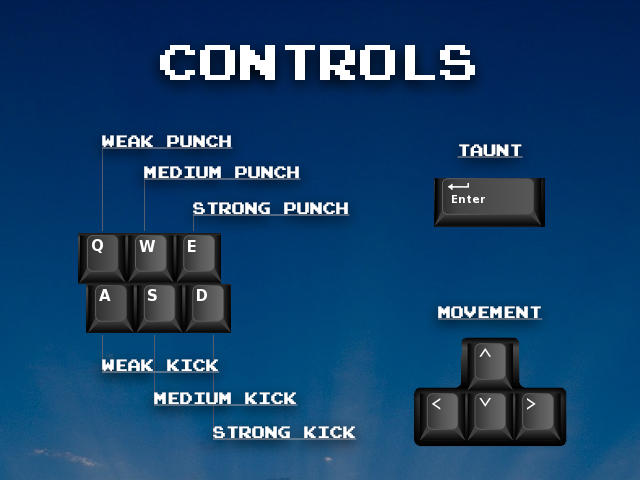 CONTROLS
WEAK PUNCH
MEDIUM PUNCH
STRONG PUNCH
Q W E
A S D
WEAK KICK
MEDIUM KICK
STRONG KICK
TAUNT
Enter
MOVEMENT
^
< v >